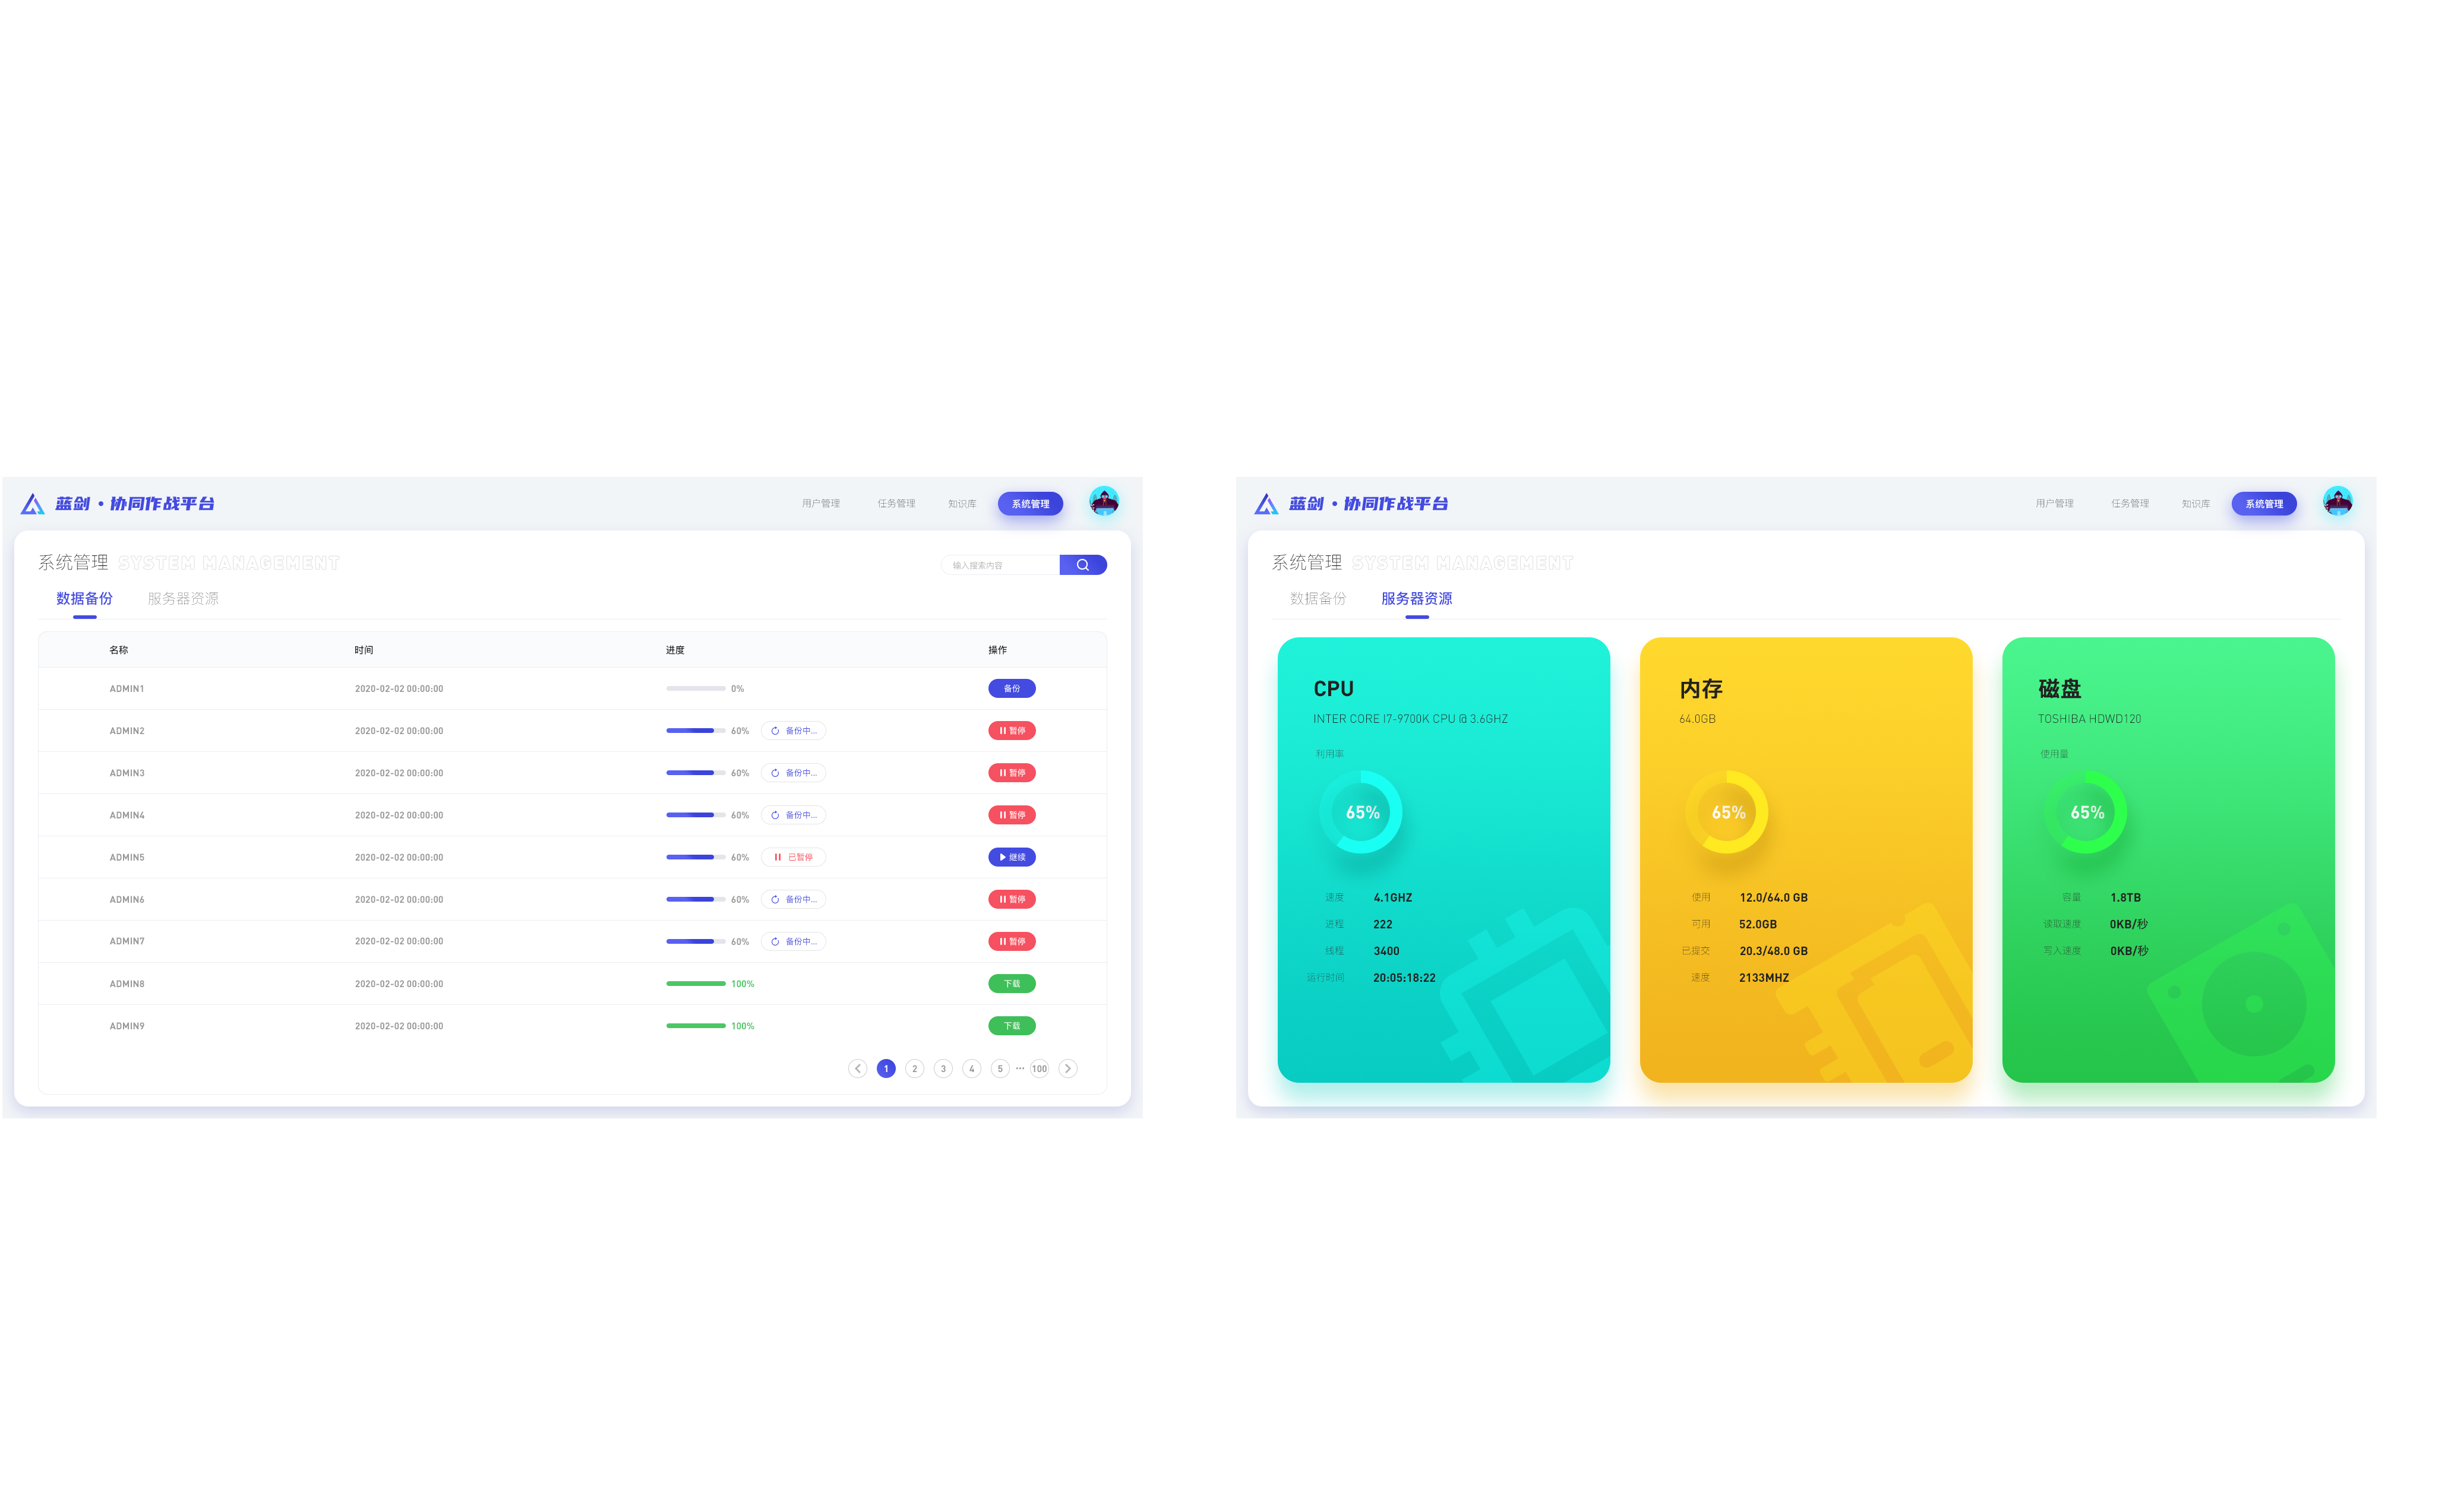 蓝剑·协同作战平台 用户管理 任务管理 知识库 系统管理
系统管理 SYSTEM MANAGEMENT 输入搜索内容
数据备份 服务器资源
名称 时间 进度 操作
ADMIN1 2020-02-02 00:00:00 0% 备份
ADMIN2 2020-02-02 00:00:00 60% 备份中... 暂停
ADMIN3 2020-02-02 00:00:00 60% 备份中... 暂停
ADMIN4 2020-02-02 00:00:00 60% 备份中... 暂停
ADMIN5 2020-02-02 00:00:00 60% 已暂停 继续
ADMIN6 2020-02-02 00:00:00 60% 备份中... 暂停
ADMIN7 2020-02-02 00:00:00 60% 备份中... 暂停
ADMIN8 2020-02-02 00:00:00 100% 下载
ADMIN9 2020-02-02 00:00:00 100% 下载
1 2 3 4 5 ··· 100
蓝剑·协同作战平台 用户管理 任务管理 知识库 系统管理
系统管理 SYSTEM MANAGEMENT
数据备份 服务器资源
CPU
INTER CORE I7-9700K CPU @ 3.6GHZ
利用率
65%
速度 4.1GHZ
进程 222
线程 3400
运行时间 20:05:18:22
内存
64.0GB
65%
使用 12.0/64.0 GB
可用 52.0GB
已提交 20.3/48.0 GB
速度 2133MHZ
磁盘
TOSHIBA HDWD120
使用量
65%
容量 1.8TB
读取速度 0KB/秒
写入速度 0KB/秒